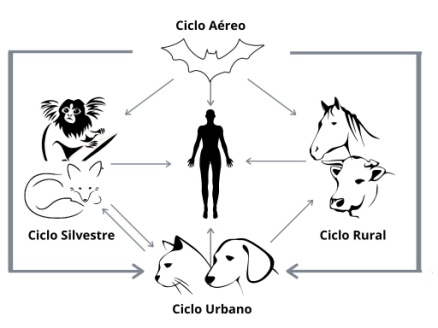 Ciclo Aéreo
Ciclo Silvestre
Ciclo Rural
Ciclo Urbano